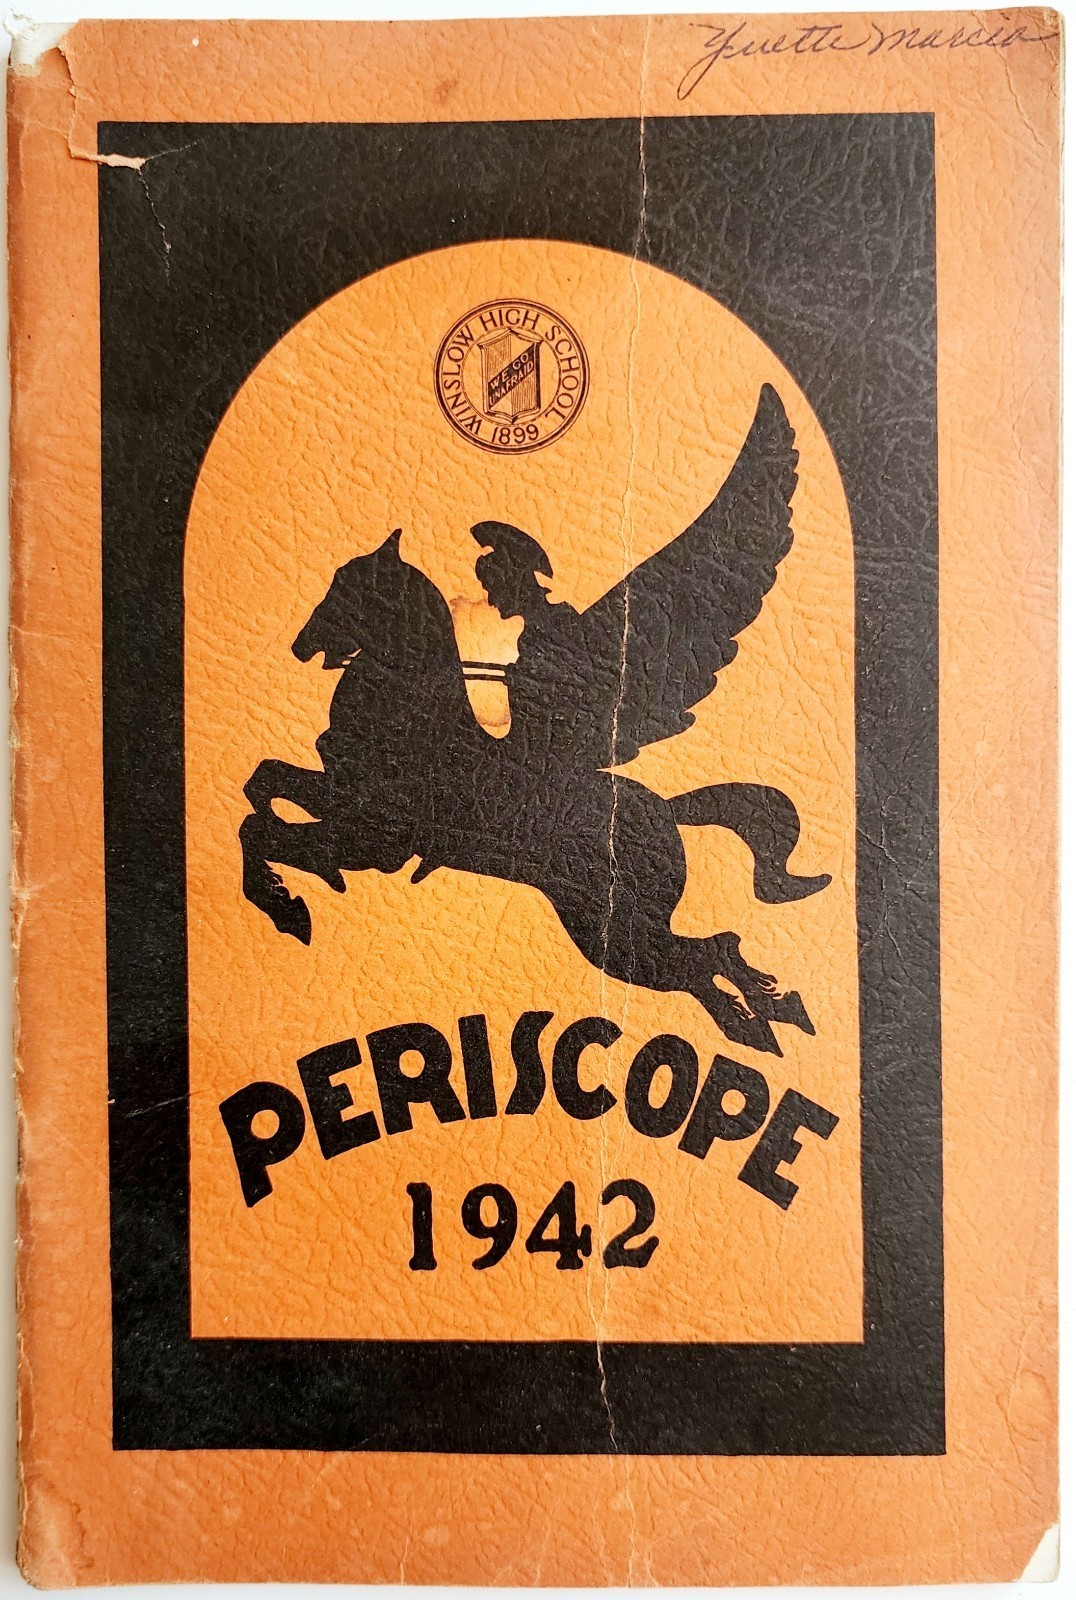 Yvette Marcia
WINSLOW HIGH SCHOOL
WE GO
UNAFRAID
1899
PERISCOPE
1942